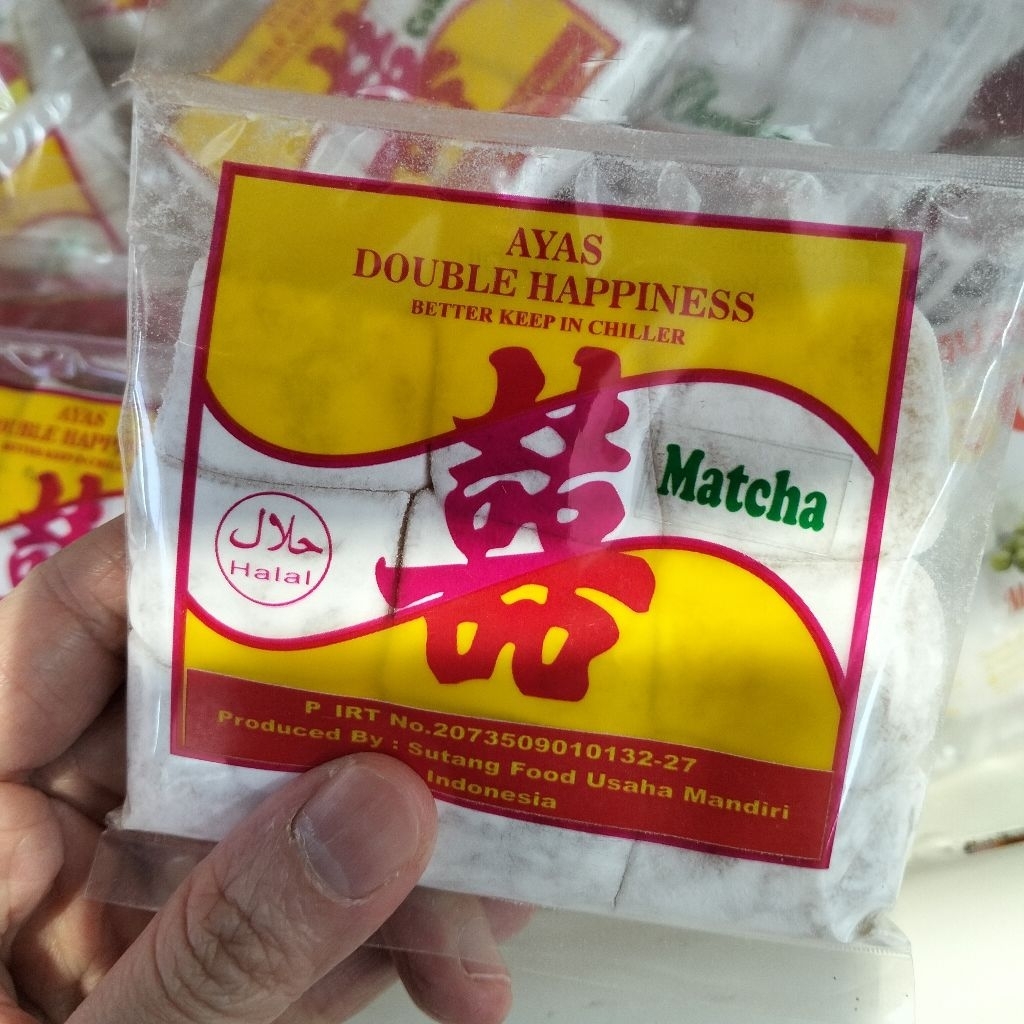 AYAS
DOUBLE HAPPINESS
BETTER KEEP IN CHILLER
囍
Matcha
حلال
Halal
P_IRT No.2073509010132-27
Produced By : Sutang Food Usaha Mandiri
Indonesia
AYAS